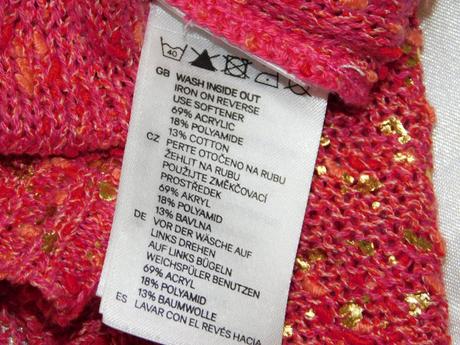 40
GB WASH INSIDE OUT
IRON ON REVERSE
USE SOFTENER
69% ACRYLIC
18% POLYAMIDE
13% COTTON
CZ PERTE OTOČENO NA RUBU
ŽEHLIT NA RUBU
POUŽIJTE ZMĚKČOVACÍ
PROSTŘEDEK
69% AKRYL
18% POLYAMID
13% BAVLNA
DE VOR DER WÄSCHE AUF
LINKS DREHEN
AUF LINKS BÜGELN
WEICHSPÜLER BENUTZEN
69% ACRYL
18% POLYAMID
13% BAUMWOLLE
ES LAVAR CON EL REVÉS HACIA